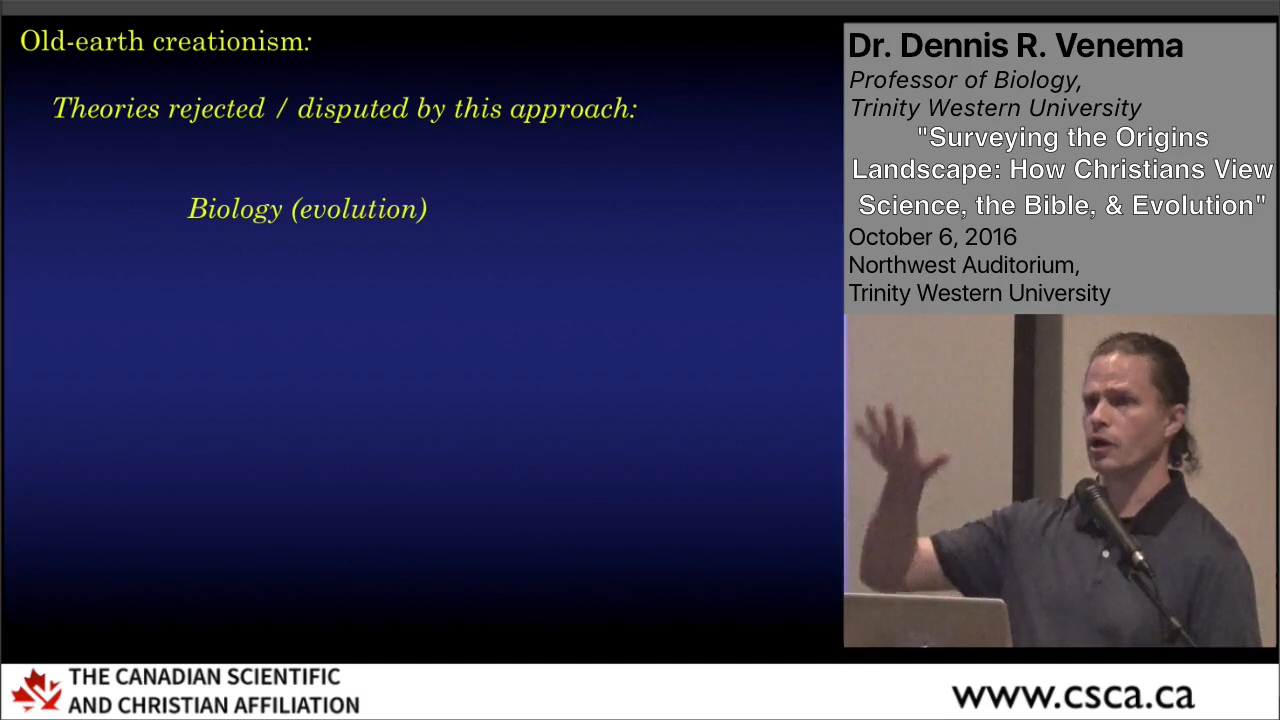 Old-earth creationism:
Theories rejected / disputed by this approach:
Biology (evolution)
Dr. Dennis R. Venema
Professor of Biology,
Trinity Western University
"Surveying the Origins
Landscape: How Christians View
Science, the Bible, & Evolution"
October 6, 2016
Northwest Auditorium,
Trinity Western University
THE CANADIAN SCIENTIFIC
AND CHRISTIAN AFFILIATION
www.csca.ca